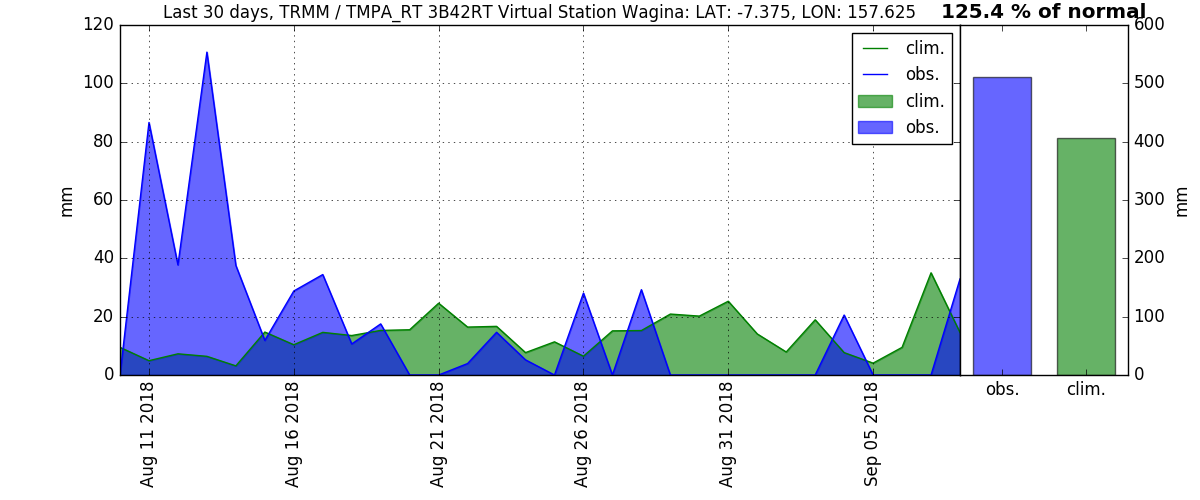 Last 30 days, TRMM / TMPA_RT 3B42RT Virtual Station Wagina: LAT: -7.375, LON: 157.625
125.4 % of normal
120
100
80
60
40
20
0
mm
clim.
obs.
clim.
obs.
Aug 11 2018
Aug 16 2018
Aug 21 2018
Aug 26 2018
Aug 31 2018
Sep 05 2018
600
500
400
300
200
100
0
mm
obs.
clim.